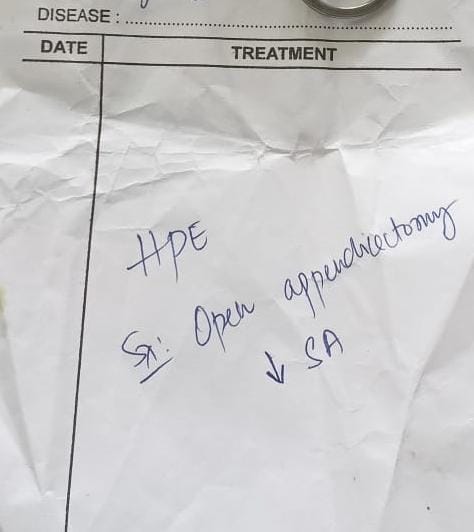 DISEASE :
DATE TREATMENT
HPE
Sx: Open appendicectomy
↓ SA